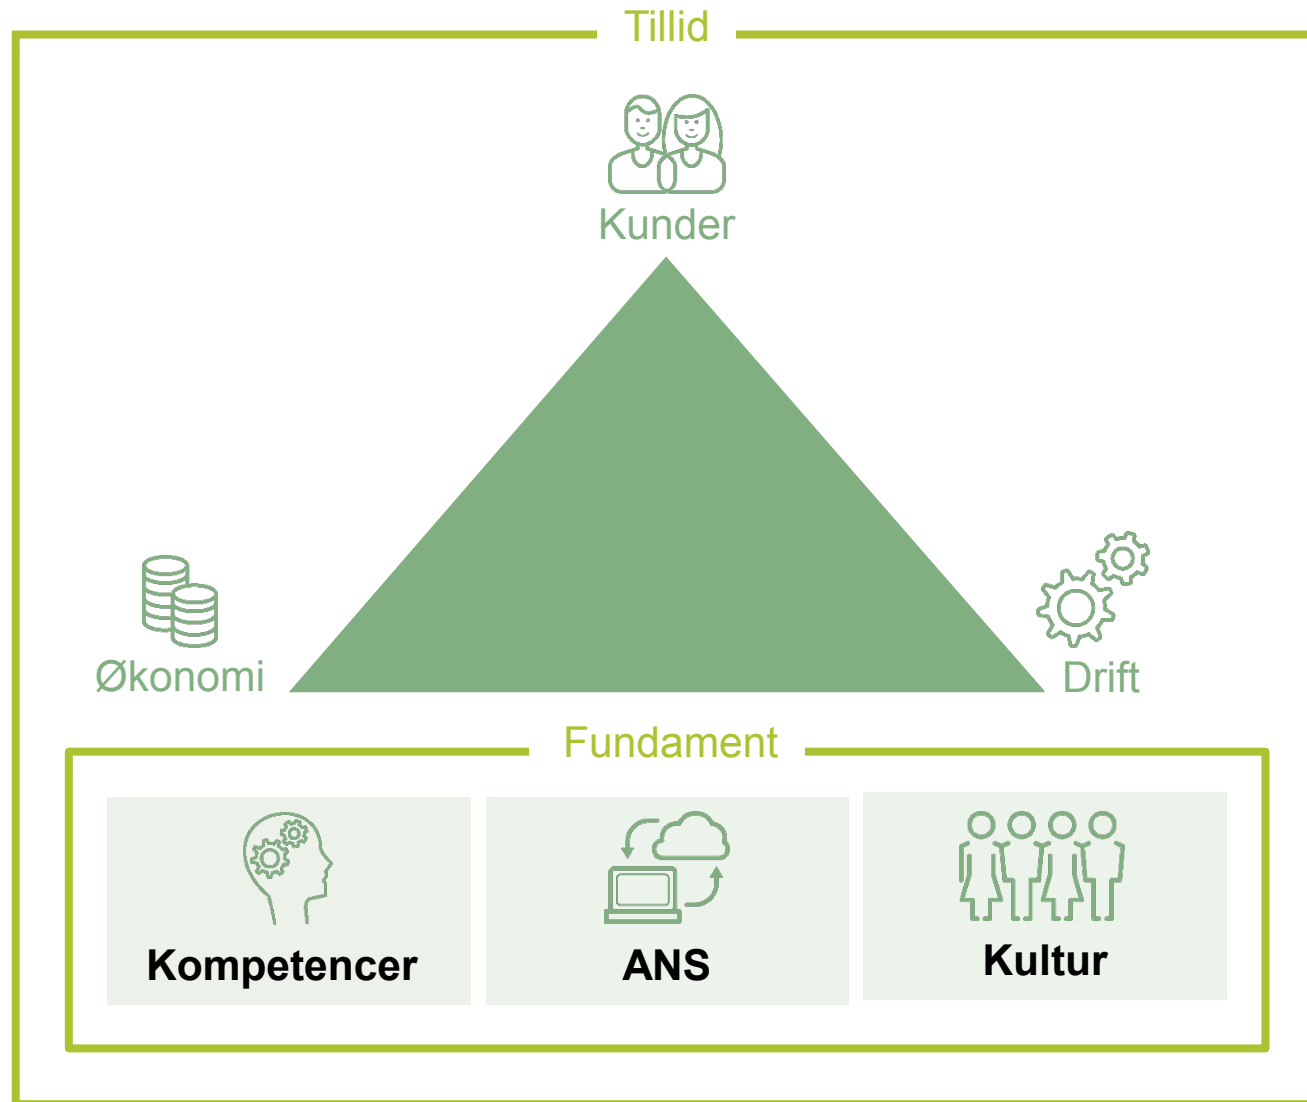 Tillid
Kunder
Økonomi
Drift
Fundament
Kompetencer
ANS
Kultur